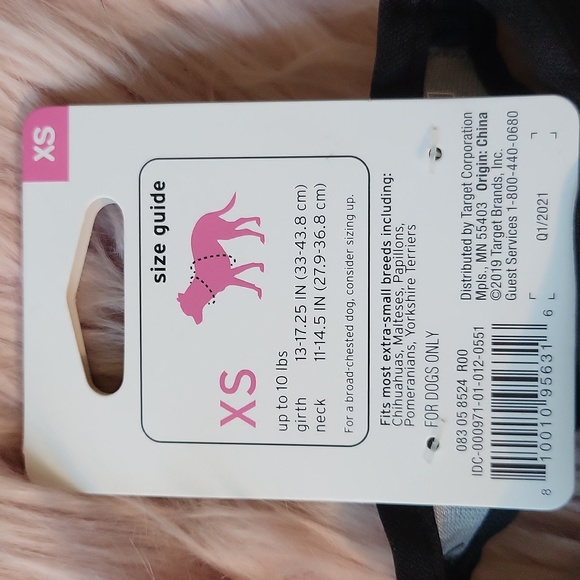 XS
size guide
XS
up to 10 lbs
girth 13-17.25 IN (33-43.8 cm)
neck 11-14.5 IN (27.9-36.8 cm)
For a broad-chested dog, consider sizing up.
Fits most extra-small breeds including:
Chihuahuas, Malteses, Papillons,
Pomeranians, Yorkshire Terriers
FOR DOGS ONLY
083 05 8524 R00
IDC-000971-01-012-0551
8 10010 95631 6
Distributed by Target Corporation
Mpls., MN 55403 Origin: China
©2019 Target Brands, Inc.
Guest Services 1-800-440-0680
Q1/2021